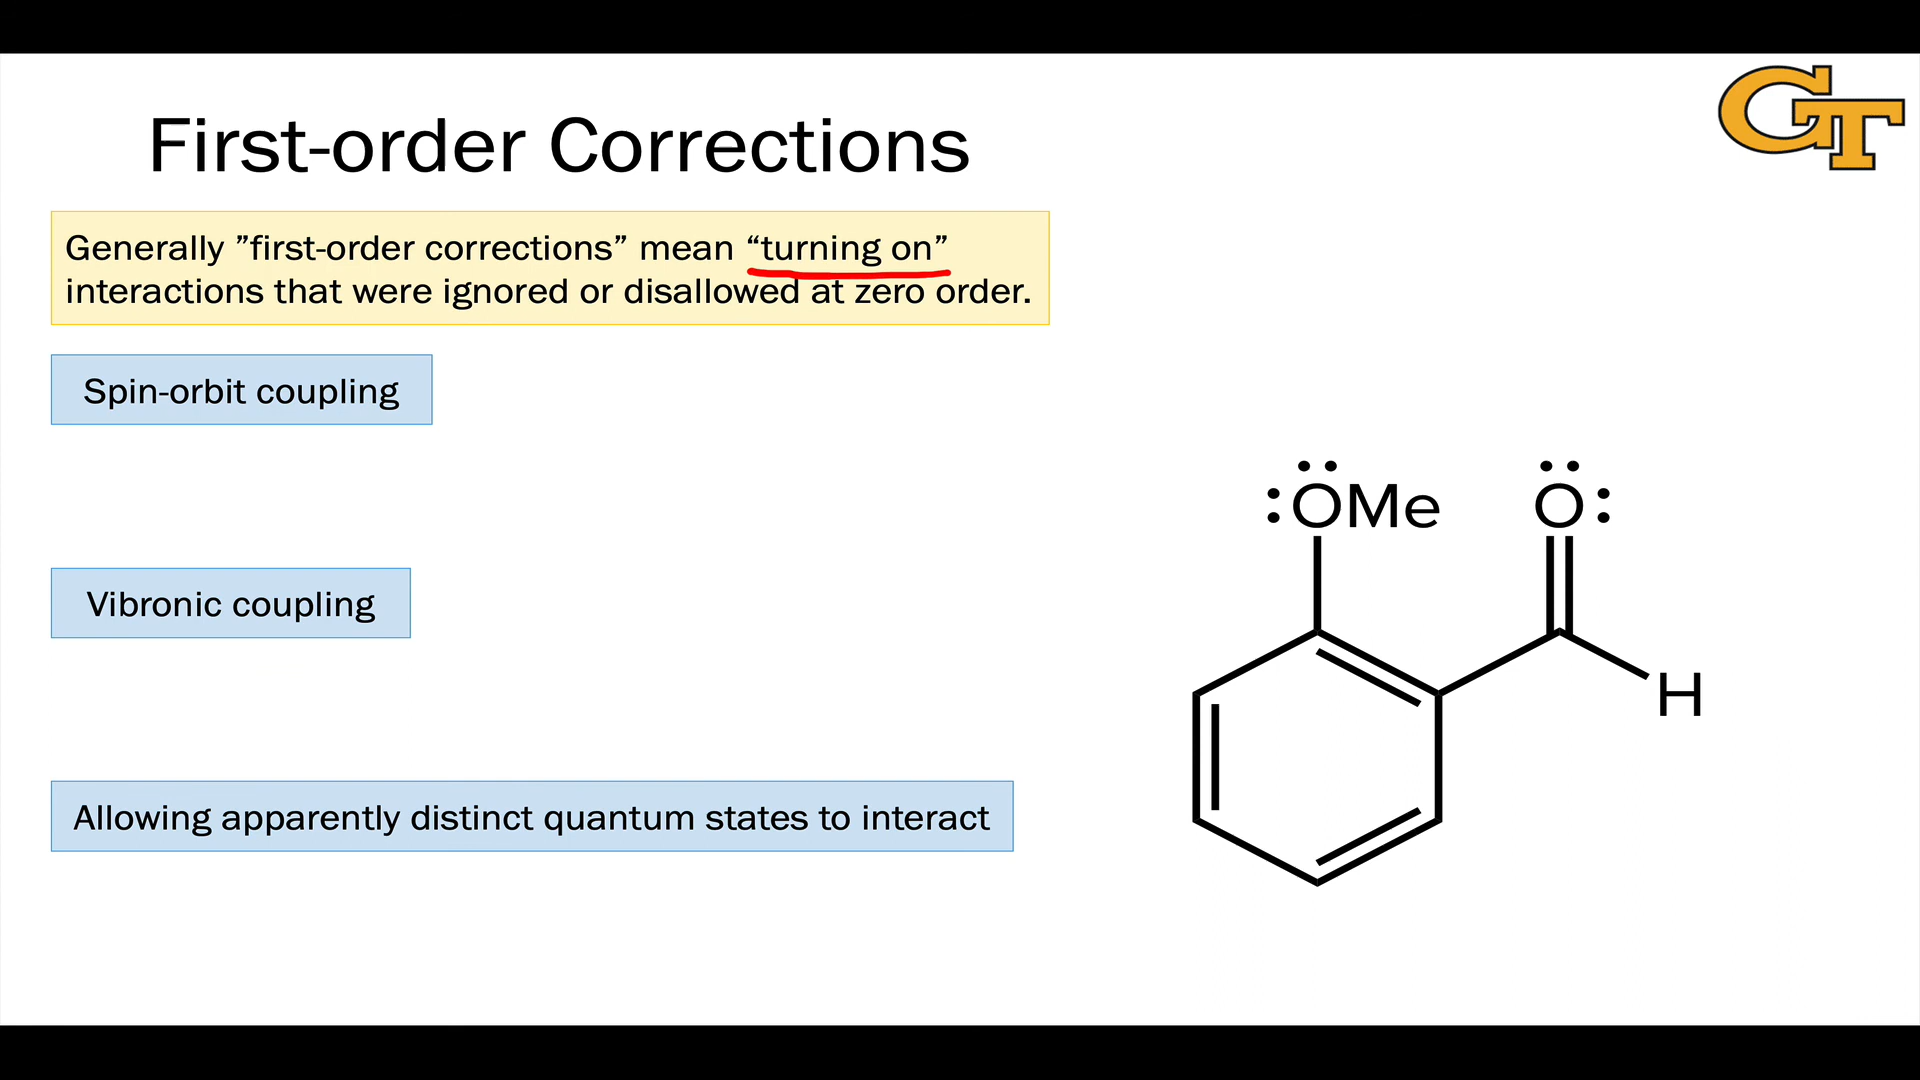 GT
First-order Corrections
Generally ”first-order corrections” mean “turning on”
interactions that were ignored or disallowed at zero order.
Spin-orbit coupling
:OMe O:
Vibronic coupling
H
Allowing apparently distinct quantum states to interact